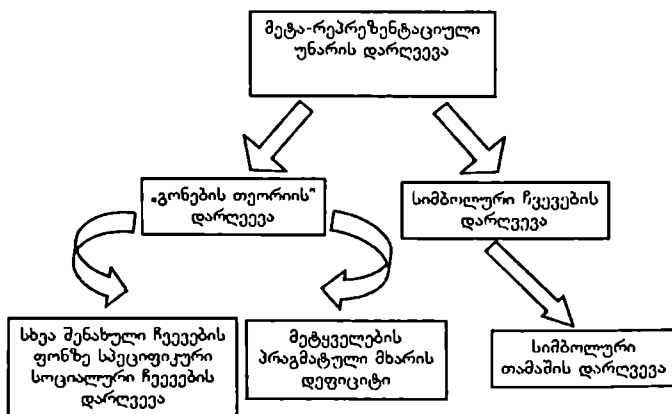 მეტა-რეპრეზენტაციული
უნარის დარღვევა
„გონების თეორიის"
დარღვევა
სიმბოლური ჩვევების
დარღვევა
სხვა შენახული ჩვევების
ფონზე სპეციფიკური
სოციალური ჩვევების
დარღვევა
მეტყველების
პრაგმატული მხარის
დეფიციტი
სიმბოლური
თამაშის დარღვევა